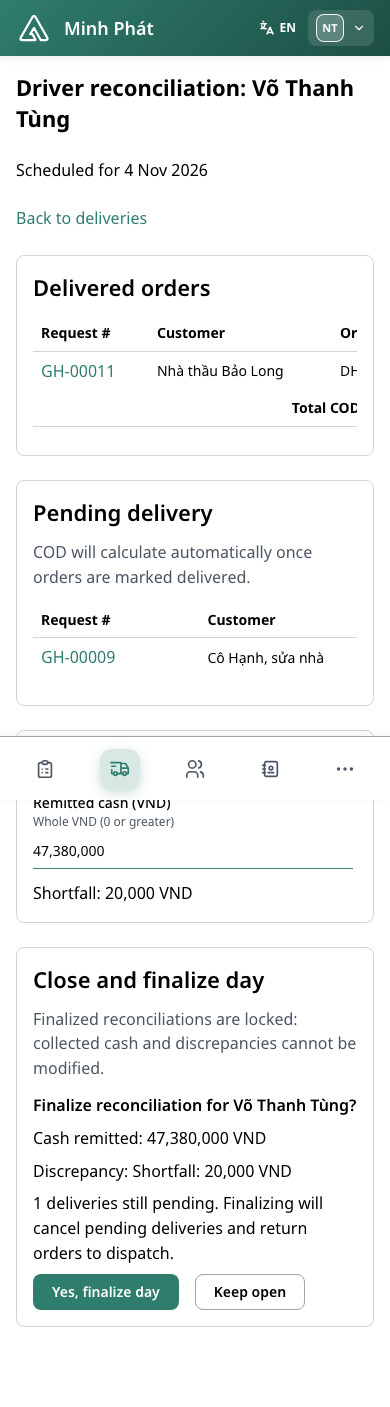 Minh Phát
EN
NT
Driver reconciliation: Võ Thanh
Tùng
Scheduled for 4 Nov 2026
Back to deliveries
Delivered orders
Request # Customer Or
GH-00011 Nhà thầu Bảo Long DH
Total COD
Pending delivery
COD will calculate automatically once
orders are marked delivered.
Request # Customer
GH-00009 Cô Hạnh, sửa nhà
Remitted cash (VND)
Whole VND (0 or greater)
47,380,000
Shortfall: 20,000 VND
Close and finalize day
Finalized reconciliations are locked:
collected cash and discrepancies cannot be
modified.
Finalize reconciliation for Võ Thanh Tùng?
Cash remitted: 47,380,000 VND
Discrepancy: Shortfall: 20,000 VND
1 deliveries still pending. Finalizing will
cancel pending deliveries and return
orders to dispatch.
Yes, finalize day
Keep open